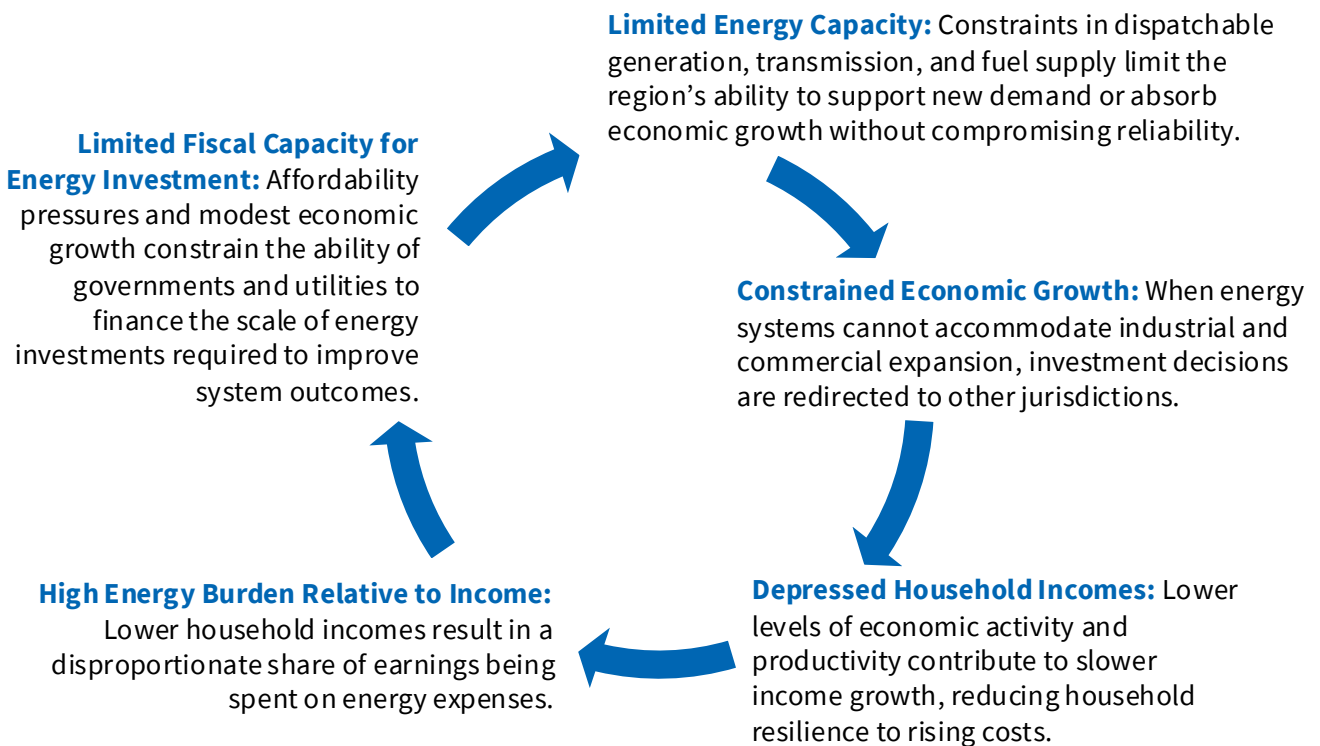 Limited Energy Capacity: Constraints in dispatchable
generation, transmission, and fuel supply limit the
region’s ability to support new demand or absorb
economic growth without compromising reliability.
Constrained Economic Growth: When energy
systems cannot accommodate industrial and
commercial expansion, investment decisions
are redirected to other jurisdictions.
Depressed Household Incomes: Lower
levels of economic activity and
productivity contribute to slower
income growth, reducing household
resilience to rising costs.
High Energy Burden Relative to Income:
Lower household incomes result in a
disproportionate share of earnings being
spent on energy expenses.
Limited Fiscal Capacity for
Energy Investment: Affordability
pressures and modest economic
growth constrain the ability of
governments and utilities to
finance the scale of energy
investments required to improve
system outcomes.